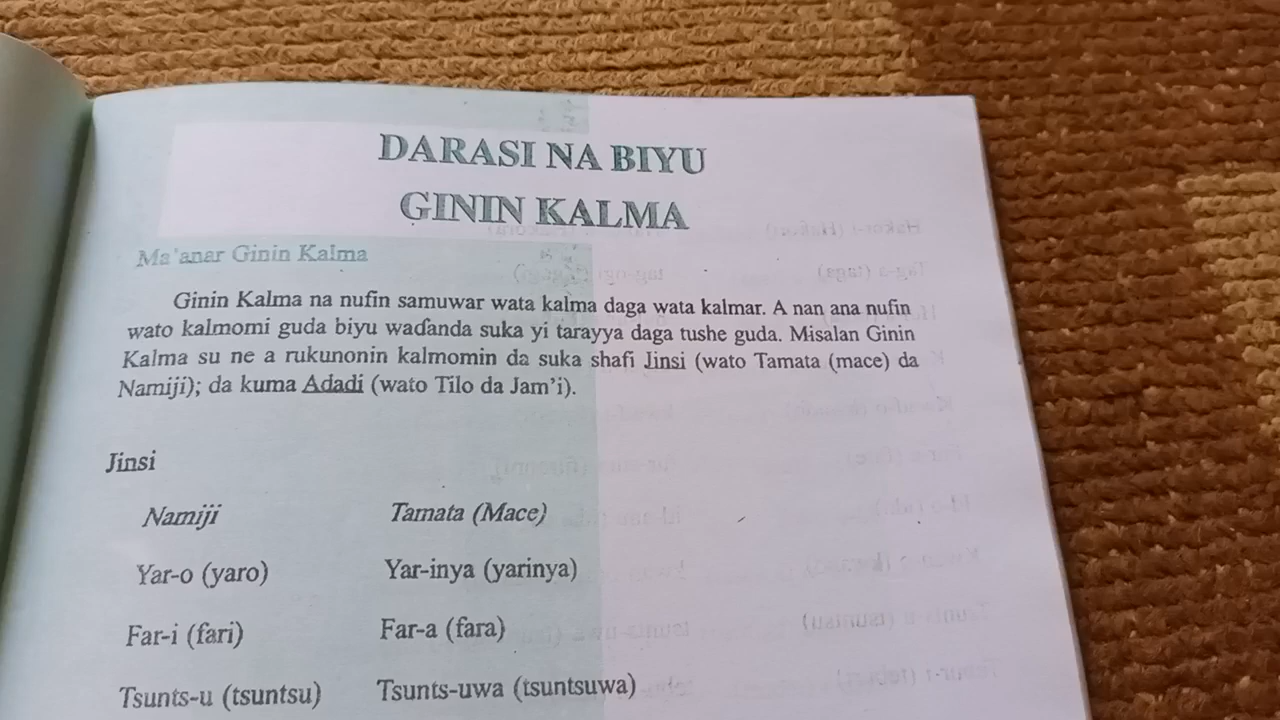 DARASI NA BIYU
GININ KALMA
Ma'anar Ginin Kalma
Ginin Kalma na nufin samuwar wata kalma daga wata kalmar. A nan ana nufin
wato kalmomi guda biyu waɗanda suka yi tarayya daga tushe guda. Misalan Ginin
Kalma su ne a rukunonin kalmomin da suka shafi Jinsi (wato Tamata (mace) da
Namiji); da kuma Adadi (wato Tilo da Jam'i).
Jinsi
Namiji Tamata (Mace)
Yar-o (yaro) Yar-inya (yarinya)
Far-i (fari) Far-a (fara)
Tsunts-u (tsuntsu) Tsunts-uwa (tsuntsuwa)